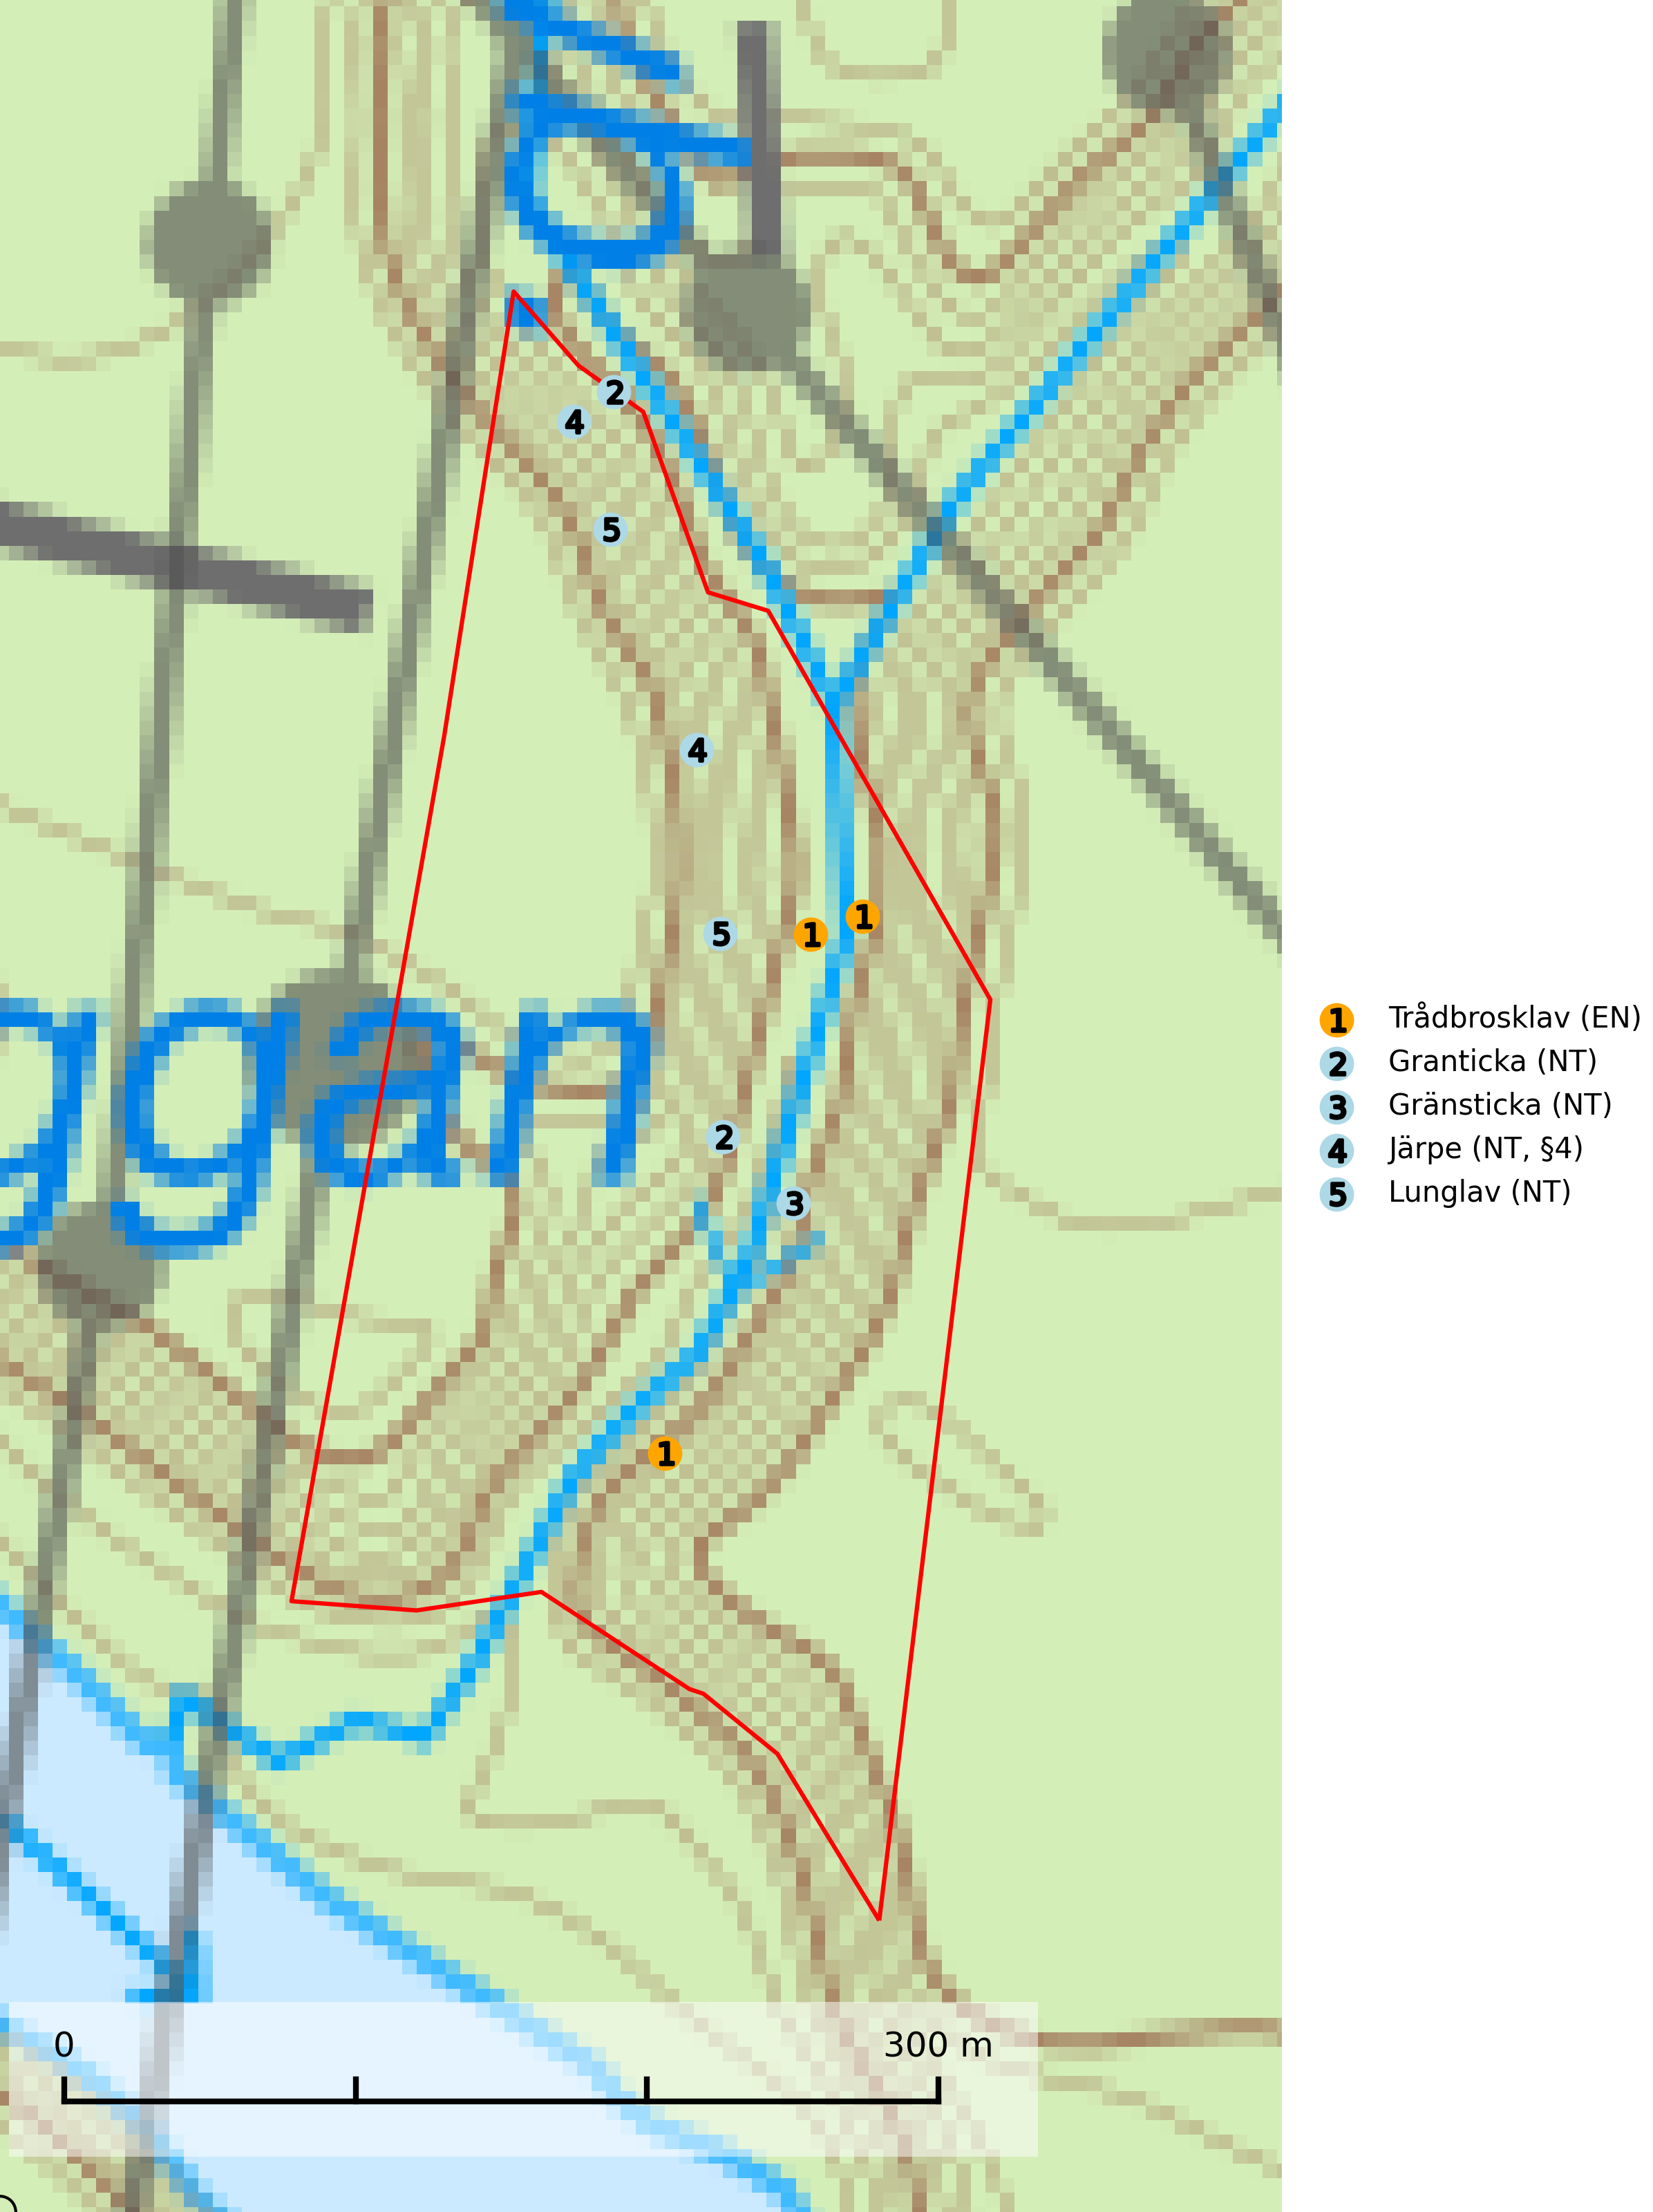 2
4
5
4
5
1
1
ggan
2
3
1
0 300 m
1 Trådbrosklav (EN)
2 Granticka (NT)
3 Gränsticka (NT)
4 Järpe (NT, §4)
5 Lunglav (NT)